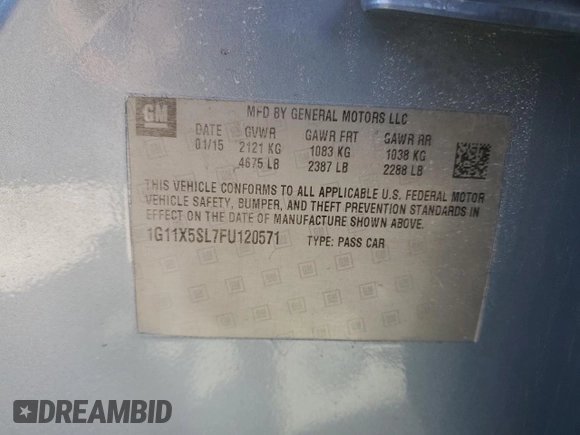 GM
MFD BY GENERAL MOTORS LLC
DATE GVWR GAWR FRT GAWR RR
01/15 2121 KG 1083 KG 1038 KG
4675 LB 2387 LB 2288 LB
THIS VEHICLE CONFORMS TO ALL APPLICABLE U.S. FEDERAL MOTOR
VEHICLE SAFETY, BUMPER, AND THEFT PREVENTION STANDARDS IN
EFFECT ON THE DATE OF MANUFACTURE SHOWN ABOVE.
1G11X5SL7FU120571 TYPE: PASS CAR
DREAMBID